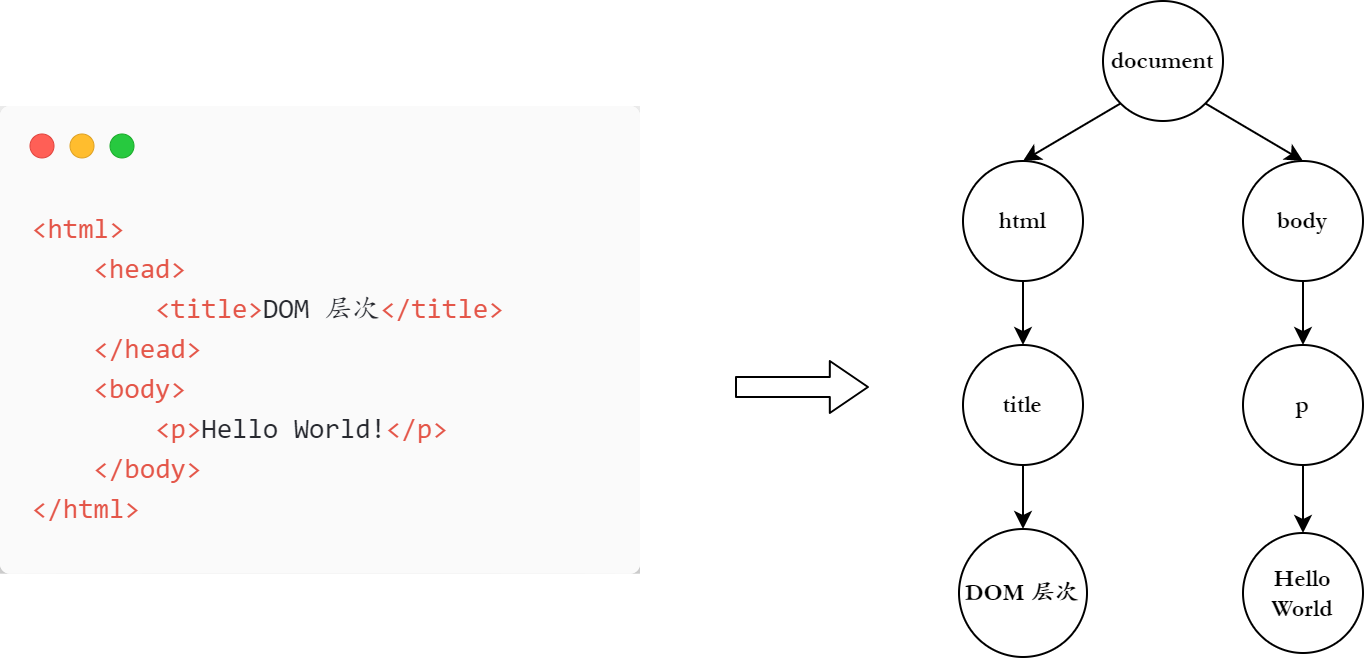 <html>
<head>
<title>DOM 层次</title>
</head>
<body>
<p>Hello World!</p>
</body>
</html>
document
html
body
title
p
DOM 层次
Hello
World